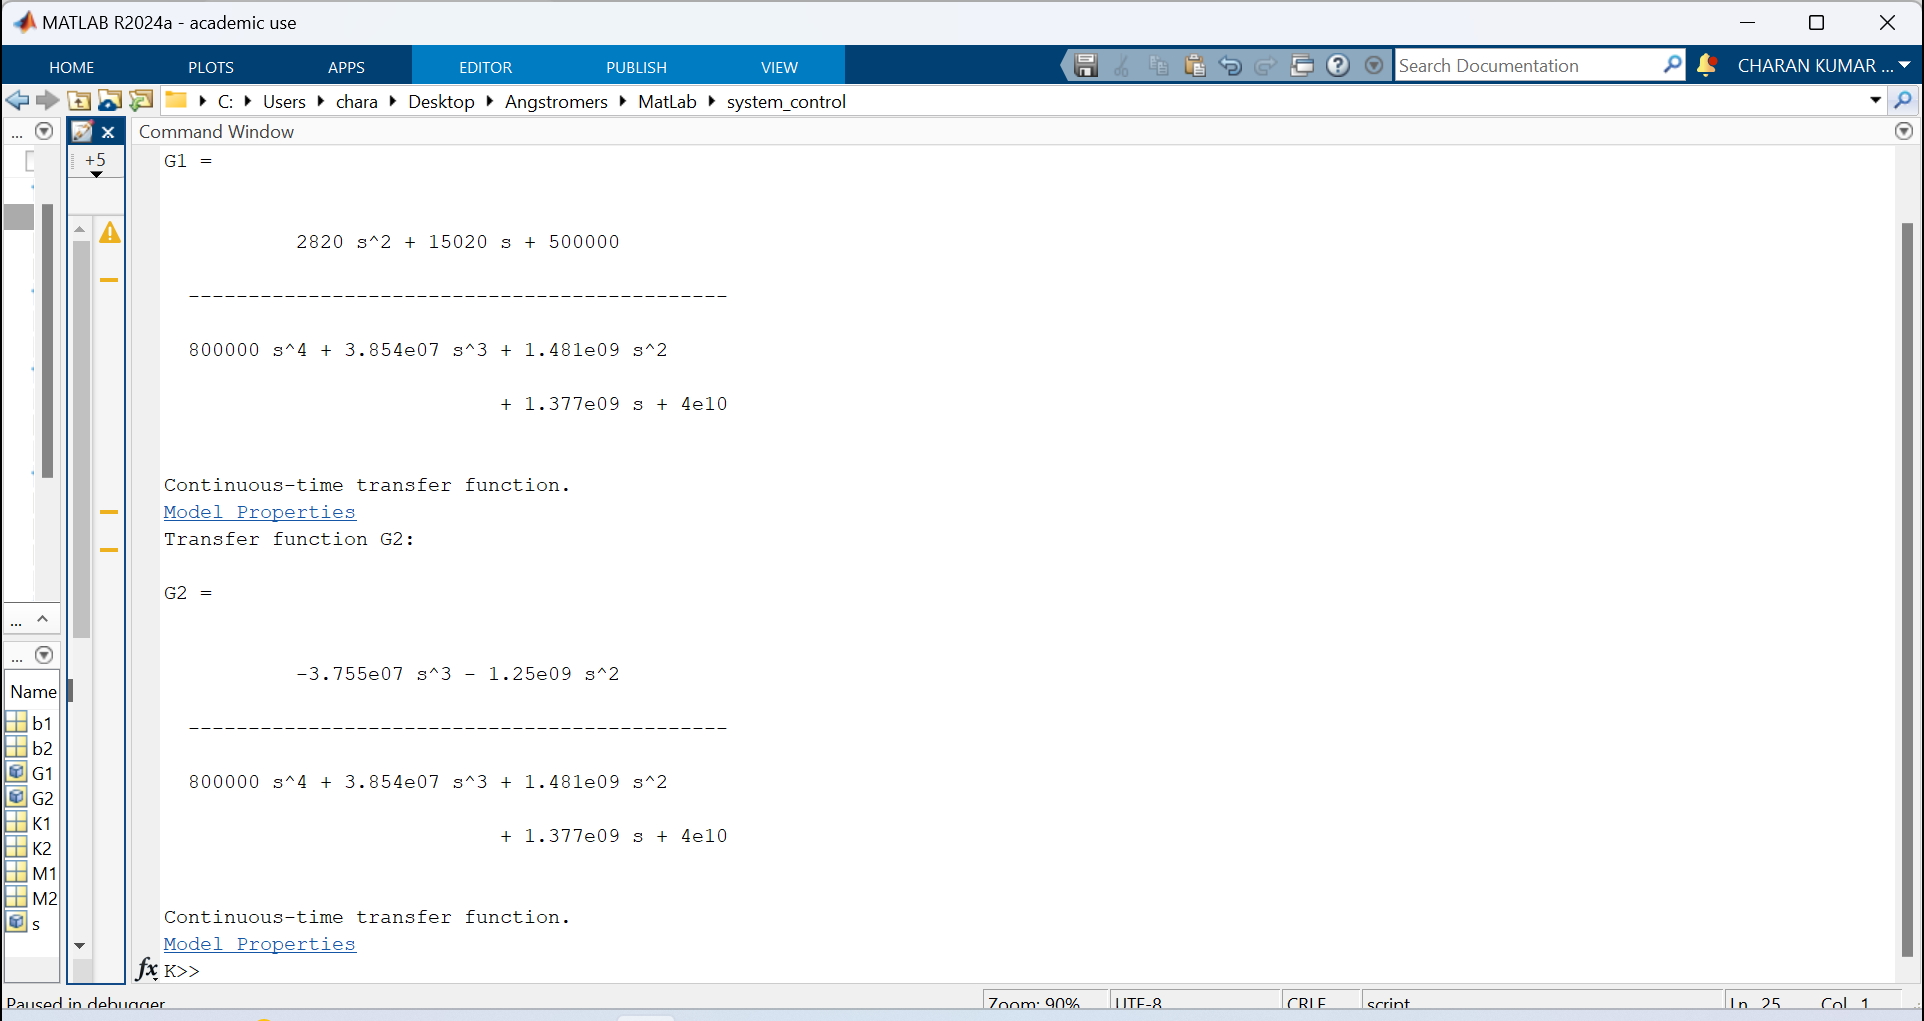 MATLAB R2024a - academic use
HOME PLOTS APPS EDITOR PUBLISH VIEW Search Documentation CHARAN KUMAR ...
C: Users chara Desktop Angstromers MatLab system_control
... Command Window
+5
G1 =
2820 s^2 + 15020 s + 500000
---------------------------------------------
800000 s^4 + 3.854e07 s^3 + 1.481e09 s^2
+ 1.377e09 s + 4e10
Continuous-time transfer function.
Model Properties
Transfer function G2:
G2 =
-3.755e07 s^3 - 1.25e09 s^2
---------------------------------------------
800000 s^4 + 3.854e07 s^3 + 1.481e09 s^2
+ 1.377e09 s + 4e10
Continuous-time transfer function.
Model Properties
fx K>>
...
...
Name
b1
b2
G1
G2
K1
K2
M1
M2
s
Paused in debugger Zoom: 90% UTF-8 CRLF script Ln 25 Col 1